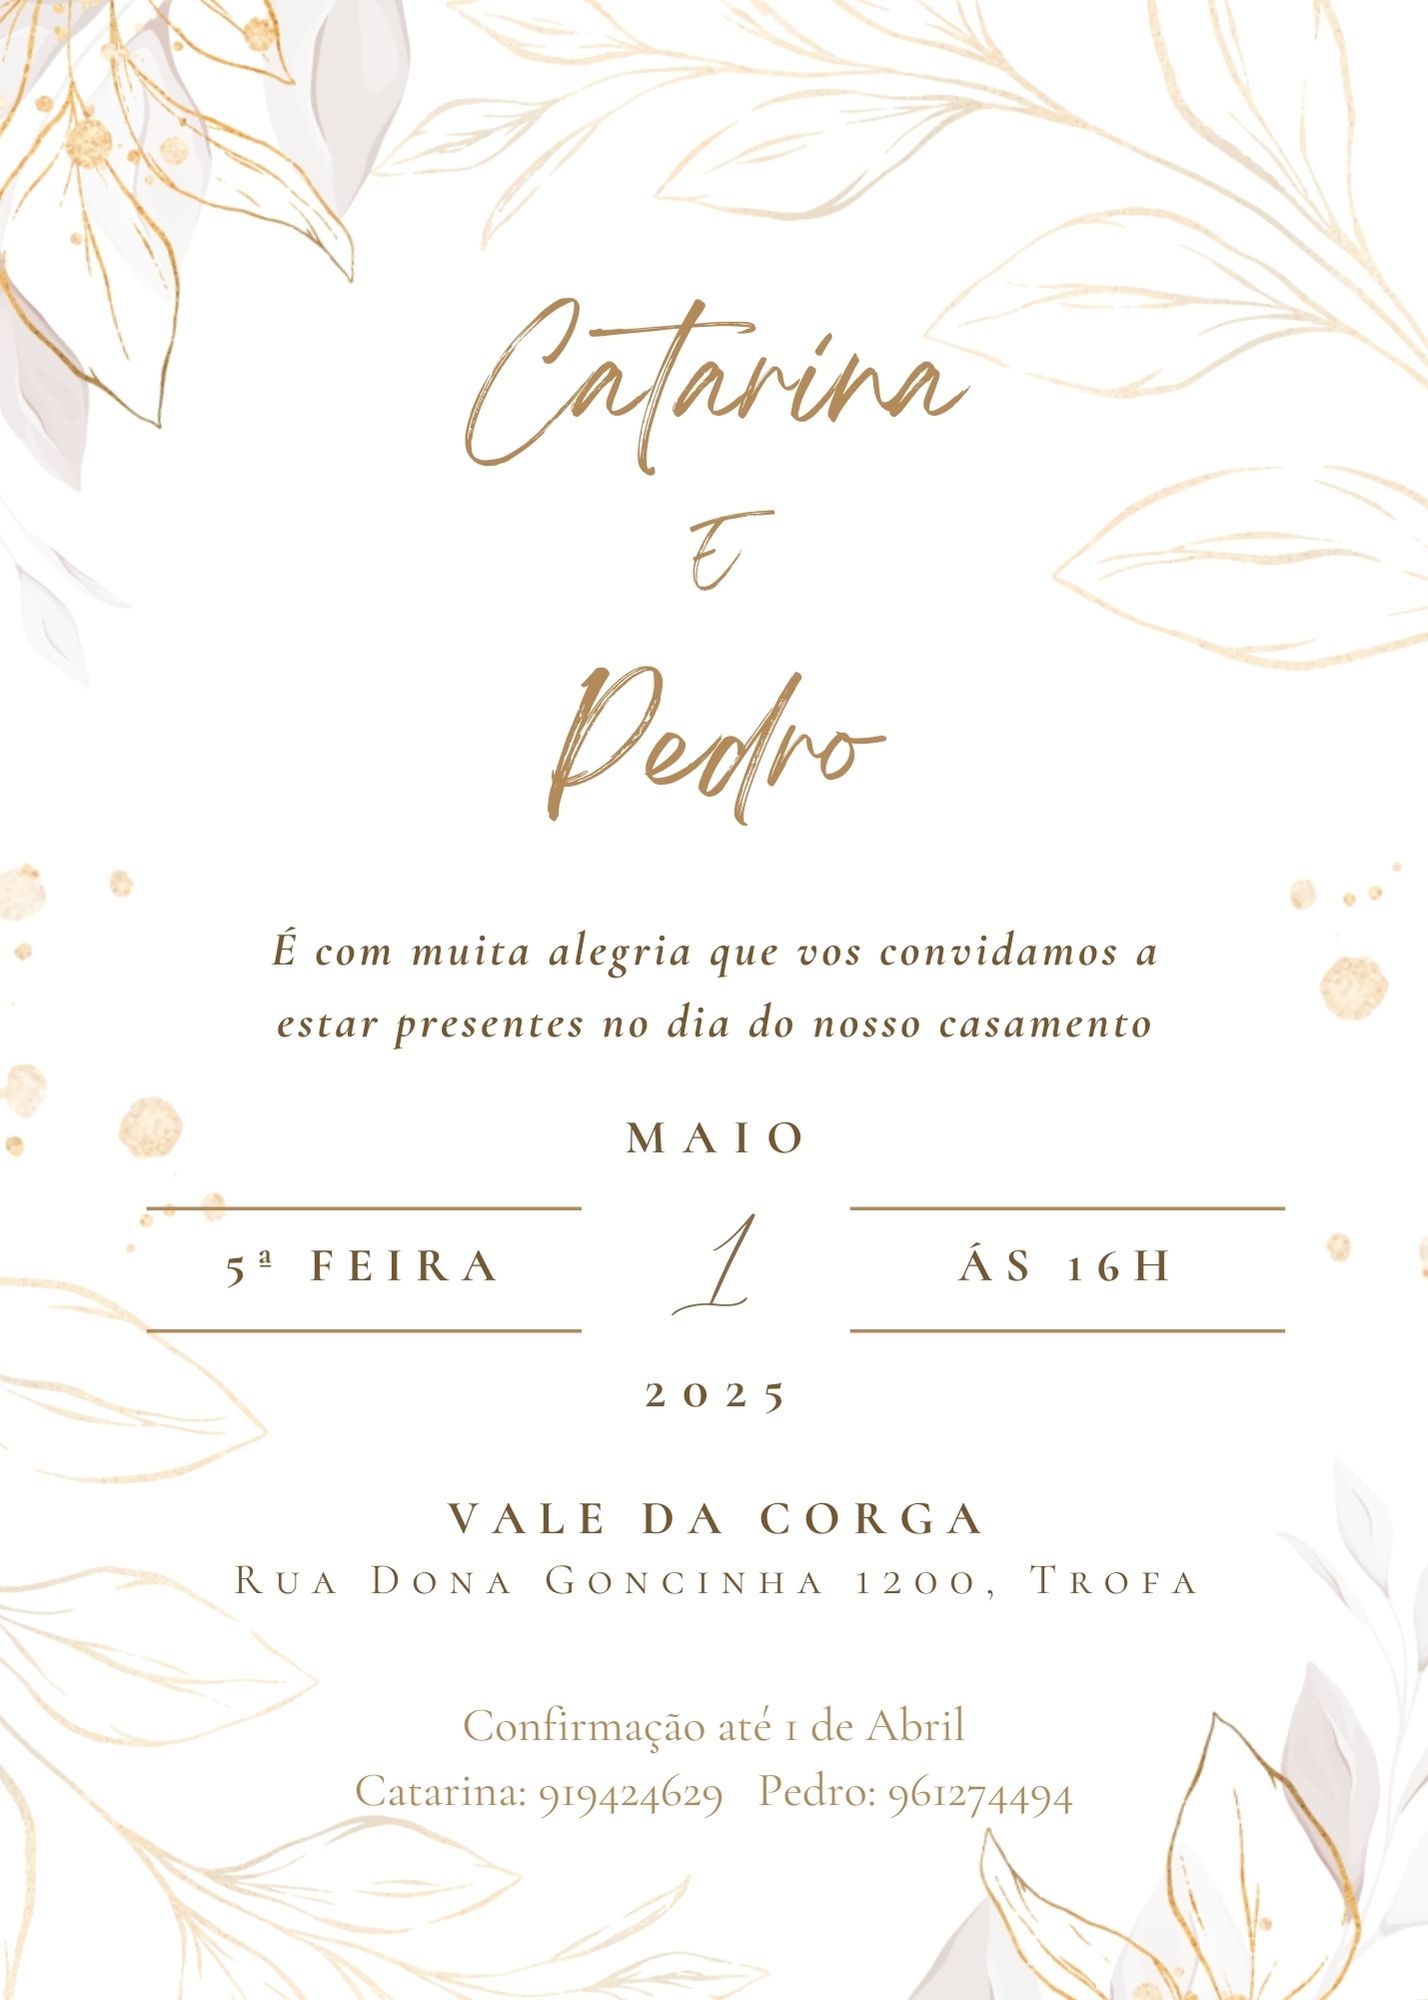 Catarina
E
Pedro
É com muita alegria que vos convidamos a
estar presentes no dia do nosso casamento
MAIO
5ª FEIRA
1
ÁS 16H
2025
VALE DA CORGA
Rua Dona Goncinha 1200, Trofa
Confirmação até 1 de Abril
Catarina: 919424629 Pedro: 961274494